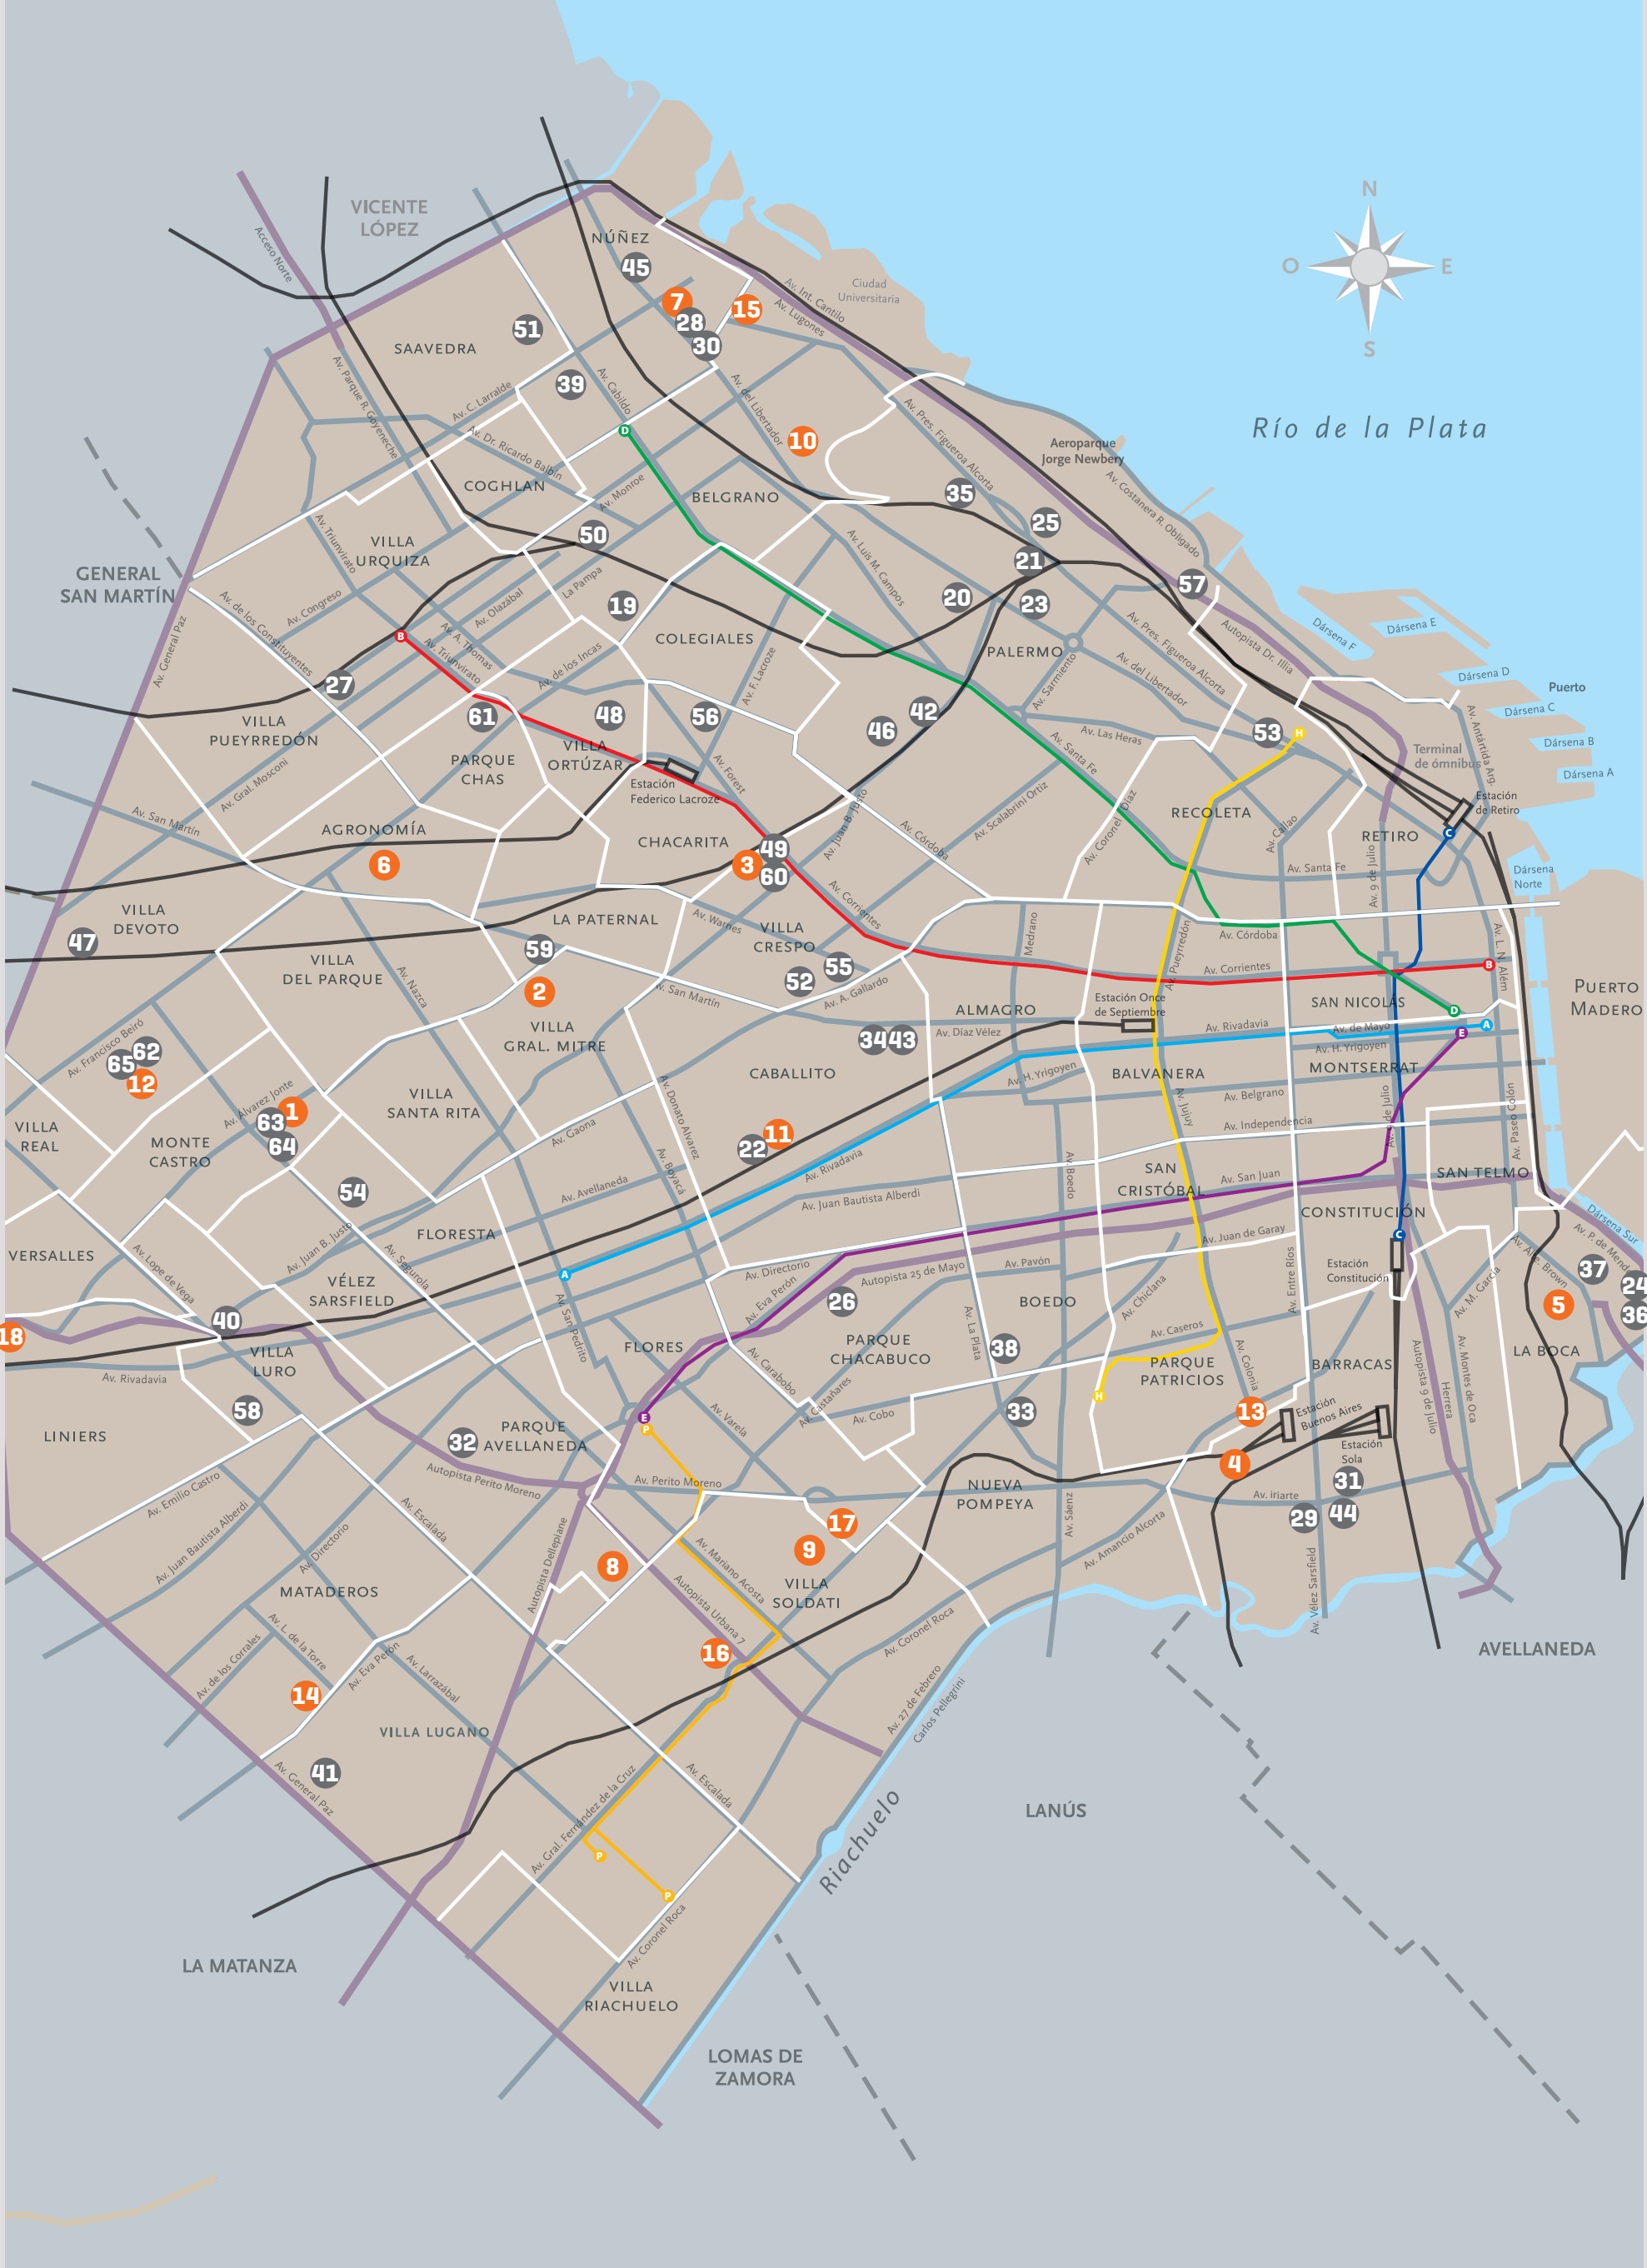 VICENTE
LÓPEZ
Acceso Norte
NÚÑEZ
45
7
28
30
15
Av. Int. Cantilo
Av. Lugones
Ciudad
Universitaria
N
O
E
S
51
SAAVEDRA
39
Av. Parque R. Goyeneche
Av. C. Larralde
Av. Cabildo
D
Av. del Libertador
10
Av. Pres. Figueroa Alcorta
Río de la Plata
Aeroparque
Jorge Newbery
Av. Costanera R. Obligado
Av. Dr. Ricardo Balbín
COGHLAN
Av. Monroe
BELGRANO
35
25
50
21
57
VILLA
URQUIZA
Av. Triunvirato
GENERAL
SAN MARTÍN
Av. General Paz
Av. de los Constituyentes
Av. Congreso
Av. Olazábal
La Pampa
19
Av. Luis M. Campos
20
23
B
Av. A. Thomas
Av. Triunvirato
COLEGIALES
PALERMO
Av. de los Incas
Av. F. Lacroze
Av. Sarmiento
Av. Pres. Figueroa Alcorta
Av. del Libertador
Autopista Dr. Illia
Dársena F
Dársena E
Dársena D
Puerto
Dársena C
Dársena B
Dársena A
27
61
48
56
46
42
53
H
Av. Las Heras
Av. Santa Fe
Av. Antártida Arg.
Terminal
de ómnibus
VILLA
PUEYRREDÓN
PARQUE
CHAS
VILLA
ORTÚZAR
Av. Forest
Estación
Federico Lacroze
Av. Gral. Mosconi
Av. San Martín
AGRONOMÍA
6
CHACARITA
3
49
60
Av. Juan B. Justo
Av. Córdoba
Av. Scalabrini Ortiz
Av. Coronel Díaz
RECOLETA
Av. Callao
RETIRO
C
Estación
de Retiro
Av. Santa Fe
Av. 9 de Julio
Dársena
Norte
VILLA
DEVOTO
47
LA PATERNAL
Av. Warnes
Av. Corrientes
VILLA
CRESPO
52
55
59
2
VILLA
DEL PARQUE
Av. Nazca
Av. San Martín
Av. A. Gallardo
Medrano
Av. Pueyrredón
Av. Córdoba
Av. Corrientes
B
Av. L. N. Além
PUERTO
MADERO
ALMAGRO
Estación Once
de Septiembre
SAN NICOLÁS
D
Av. Díaz Vélez
Av. Rivadavia
Av. de Mayo
A
E
Av. H. Yrigoyen
34
43
VILLA
GRAL. MITRE
CABALLITO
Av. H. Yrigoyen
BALVANERA
MONTSERRAT
Av. Francisco Beiró
62
65
12
Av. Álvarez Jonte
1
63
64
VILLA
SANTA RITA
Av. Donato Alvarez
Av. Jujuy
Av. Belgrano
Av. Independencia
Av. 9 de Julio
Av. Paseo Colón
VILLA
REAL
MONTE
CASTRO
Av. Gaona
11
22
Av. Rivadavia
Av. Boyacá
Av. Boedo
SAN
CRISTÓBAL
Av. San Juan
SAN TELMO
54
Av. Avellaneda
Av. Juan Bautista Alberdi
CONSTITUCIÓN
C
Dársena Sur
Av. P. de Mendoza
VERSALLES
FLORESTA
Av. Juan B. Justo
Av. Segurola
Av. Lope de Vega
A
Av. Directorio
Av. Eva Perón
Autopista 25 de Mayo
Av. Pavón
Av. Juan de Garay
Av. Entre Ríos
Estación
Constitución
Av. Alte. Brown
37
24
36
5
VÉLEZ
SARSFIELD
26
BOEDO
Av. Chiclana
Av. M. García
18
40
VILLA
LURO
Av. San Pedrito
FLORES
PARQUE
CHACABUCO
Av. La Plata
38
Av. Caseros
Av. Colonia
PARQUE
PATRICIOS
BARRACAS
LA BOCA
Av. Rivadavia
Av. Carabobo
H
Autopista 9 de Julio
Herrera
Av. Montes de Oca
58
Av. Castañares
Av. Cobo
33
13
Estación
Buenos Aires
LINIERS
32
PARQUE
AVELLANEDA
E
P
Av. Varela
4
Estación
Sola
Autopista Perito Moreno
Av. Perito Moreno
NUEVA
POMPEYA
31
Av. Iriarte
29
44
Av. Emilio Castro
Av. Juan Bautista Alberdi
Av. Escalada
17
9
Av. Sáenz
Av. Amancio Alcorta
Av. Vélez Sarsfield
Av. Directorio
Autopista Dellepiane
8
Av. Mariano Acosta
MATADEROS
Autopista Urbana 7
VILLA
SOLDATI
Av. L. de la Torre
Av. Coronel Roca
Av. de los Corrales
Av. Eva Perón
16
AVELLANEDA
14
Av. Larrazábal
Av. 27 de Febrero
Carlos Pellegrini
VILLA LUGANO
41
Av. General Paz
Av. Escalada
Av. Gral. Fernández de la Cruz
P
P
LANÚS
Riachuelo
Av. Coronel Roca
LA MATANZA
VILLA
RIACHUELO
LOMAS DE
ZAMORA